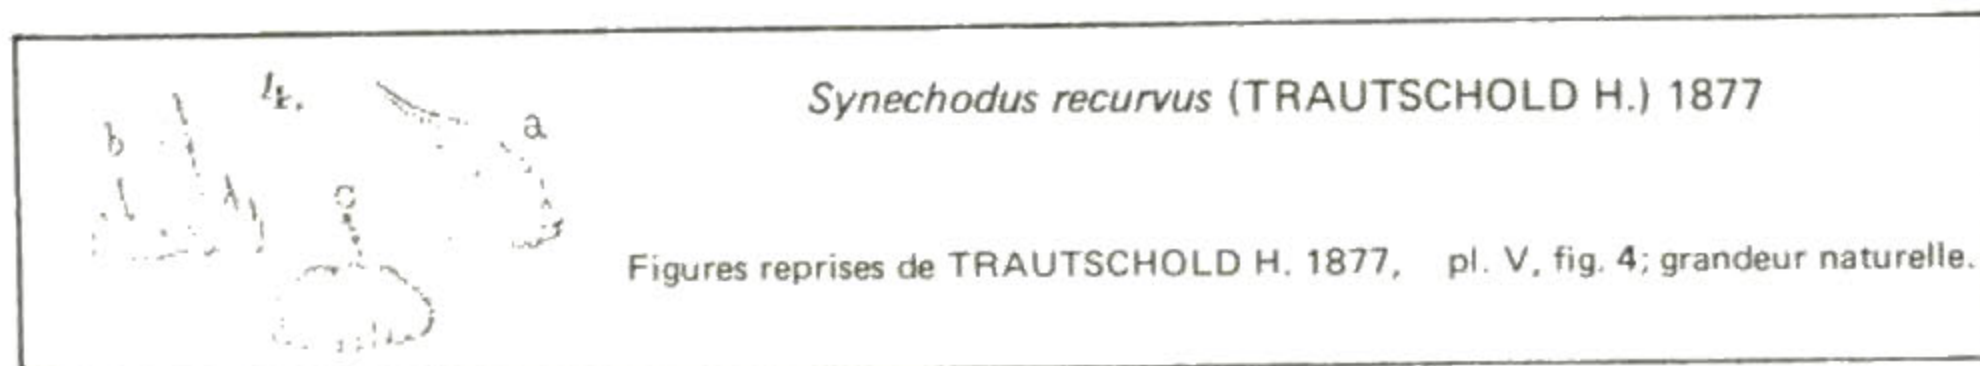 Synechodus recurvus (TRAUTSCHOLD H.) 1877
b
a
c
Figures reprises de TRAUTSCHOLD H. 1877, pl. V, fig. 4; grandeur naturelle.